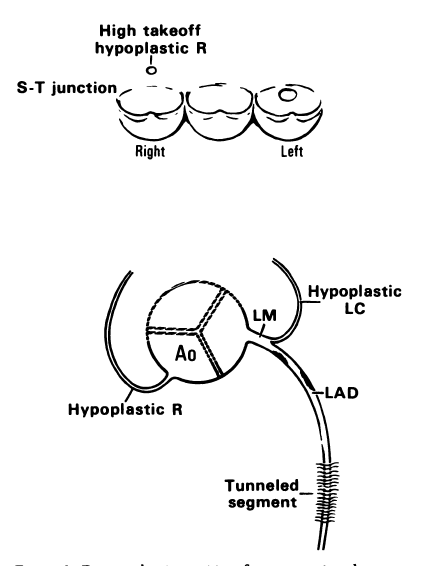 High takeoff
hypoplastic R
S-T junction
Right
Left
Hypoplastic
LC
LM
Ao
LAD
Hypoplastic R
Tunneled
segment